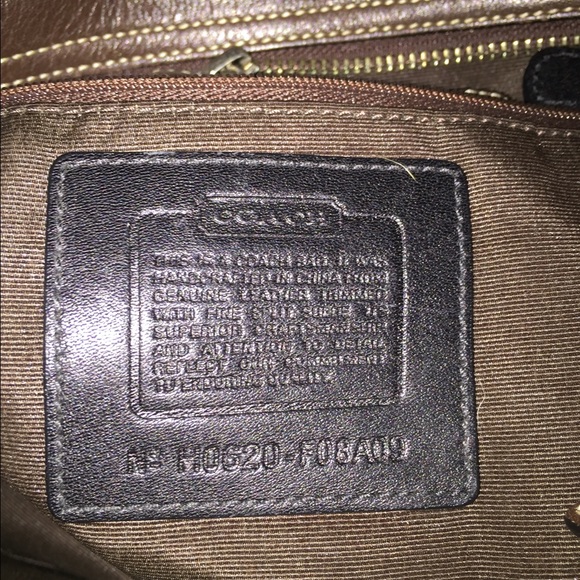 COACH
THIS IS A COACH BAG. IT WAS
HANDCRAFTED IN CHINA FROM
GENUINE LEATHER TRIMMED
WITH FINE SPLIT SUEDE. ITS
SUPERIOR CRAFTSMANSHIP
AND ATTENTION TO DETAIL
REFLECT OUR COMMITMENT
TO ENDURING QUALITY.
Nº H0620-F08A09